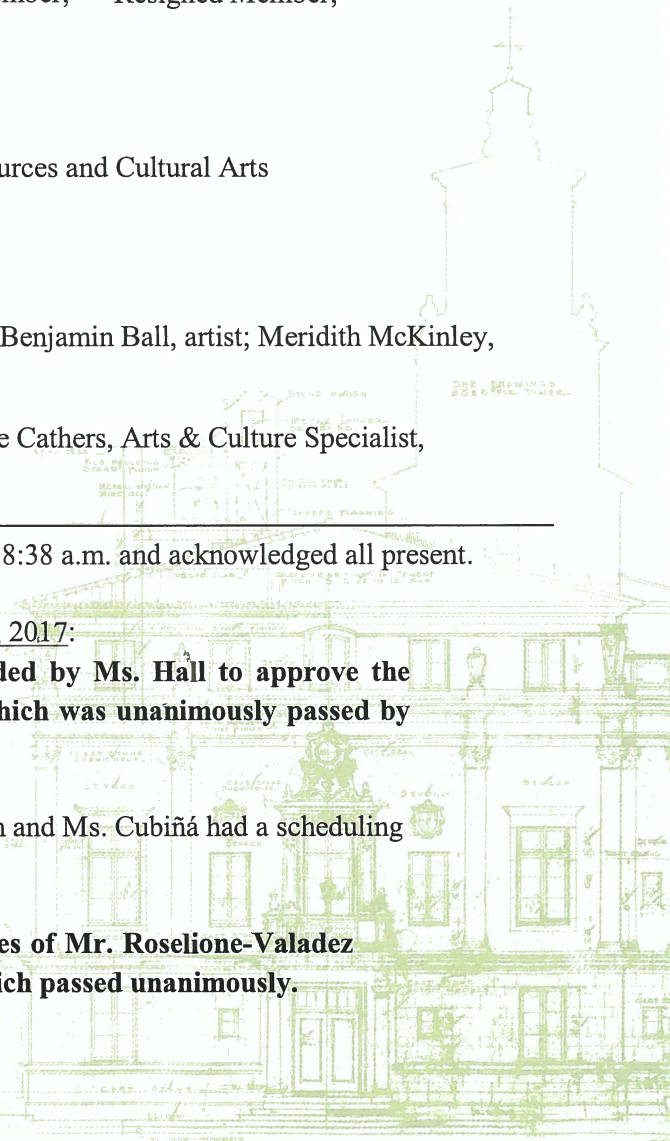 Resigned Member,
urces and Cultural Arts
Benjamin Ball, artist; Meridith McKinley,
e Cathers, Arts & Culture Specialist,
8:38 a.m. and acknowledged all present.
, 2017:
ded by Ms. Hall to approve the
hich was unanimously passed by
n and Ms. Cubiñá had a scheduling
es of Mr. Roselione-Valadez
ich passed unanimously.